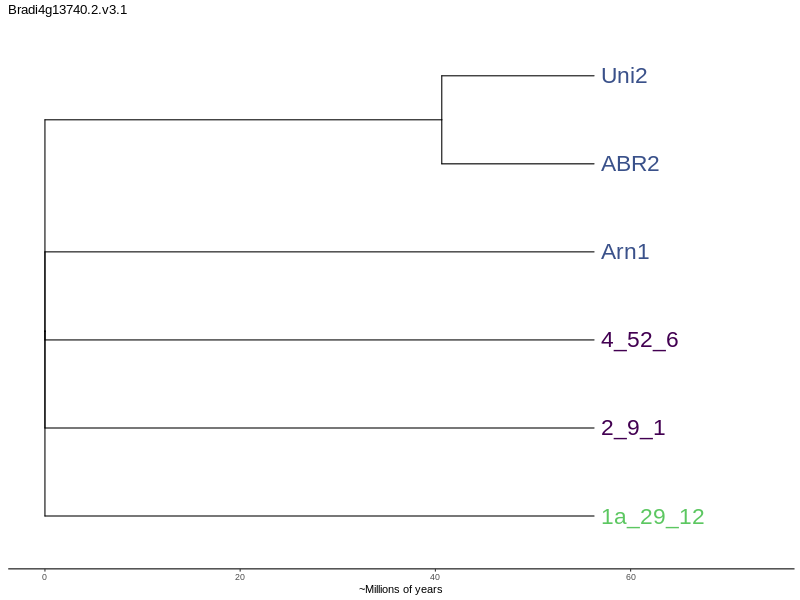 Bradi4g13740.2.v3.1
Uni2
ABR2
Arn1
4_52_6
2_9_1
1a_29_12
0 20 40 60
~Millions of years